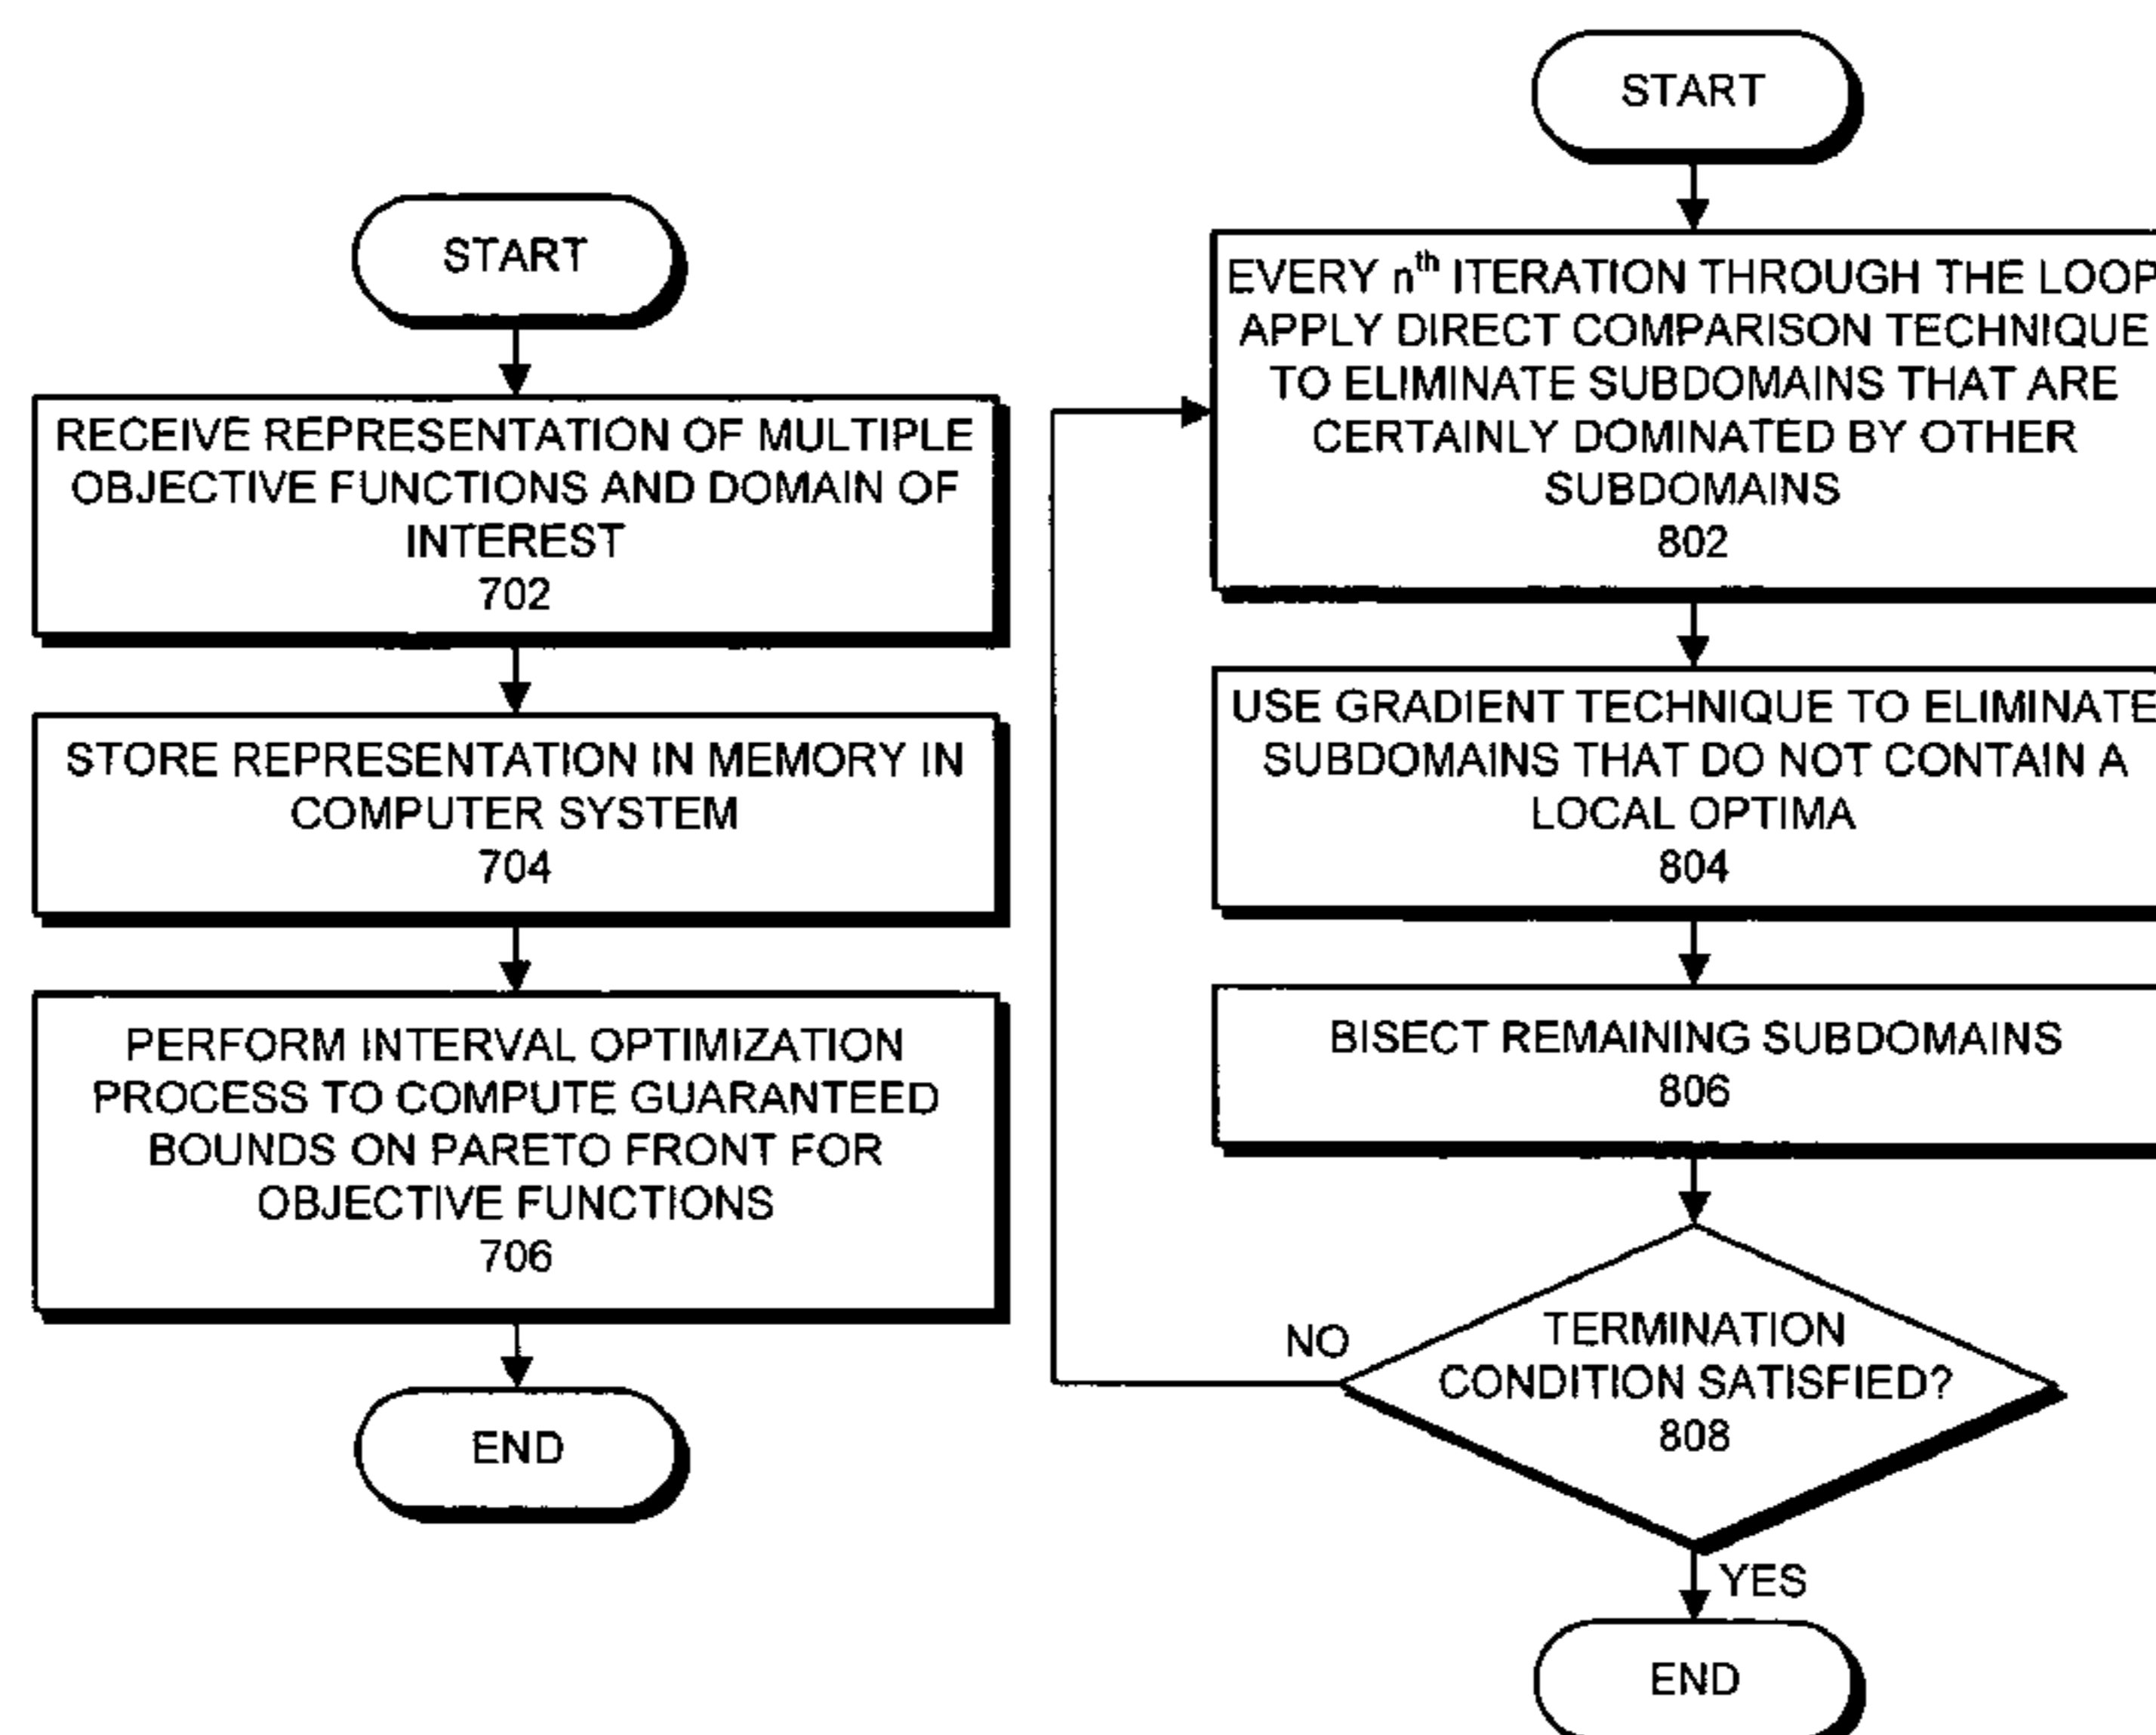 START
RECEIVE REPRESENTATION OF MULTIPLE
OBJECTIVE FUNCTIONS AND DOMAIN OF
INTEREST
702
STORE REPRESENTATION IN MEMORY IN
COMPUTER SYSTEM
704
PERFORM INTERVAL OPTIMIZATION
PROCESS TO COMPUTE GUARANTEED
BOUNDS ON PARETO FRONT FOR
OBJECTIVE FUNCTIONS
706
END
START
EVERY nth ITERATION THROUGH THE LOOP
APPLY DIRECT COMPARISON TECHNIQUE
TO ELIMINATE SUBDOMAINS THAT ARE
CERTAINLY DOMINATED BY OTHER
SUBDOMAINS
802
USE GRADIENT TECHNIQUE TO ELIMINATE
SUBDOMAINS THAT DO NOT CONTAIN A
LOCAL OPTIMA
804
BISECT REMAINING SUBDOMAINS
806
TERMINATION
CONDITION SATISFIED?
808
NO
YES
END